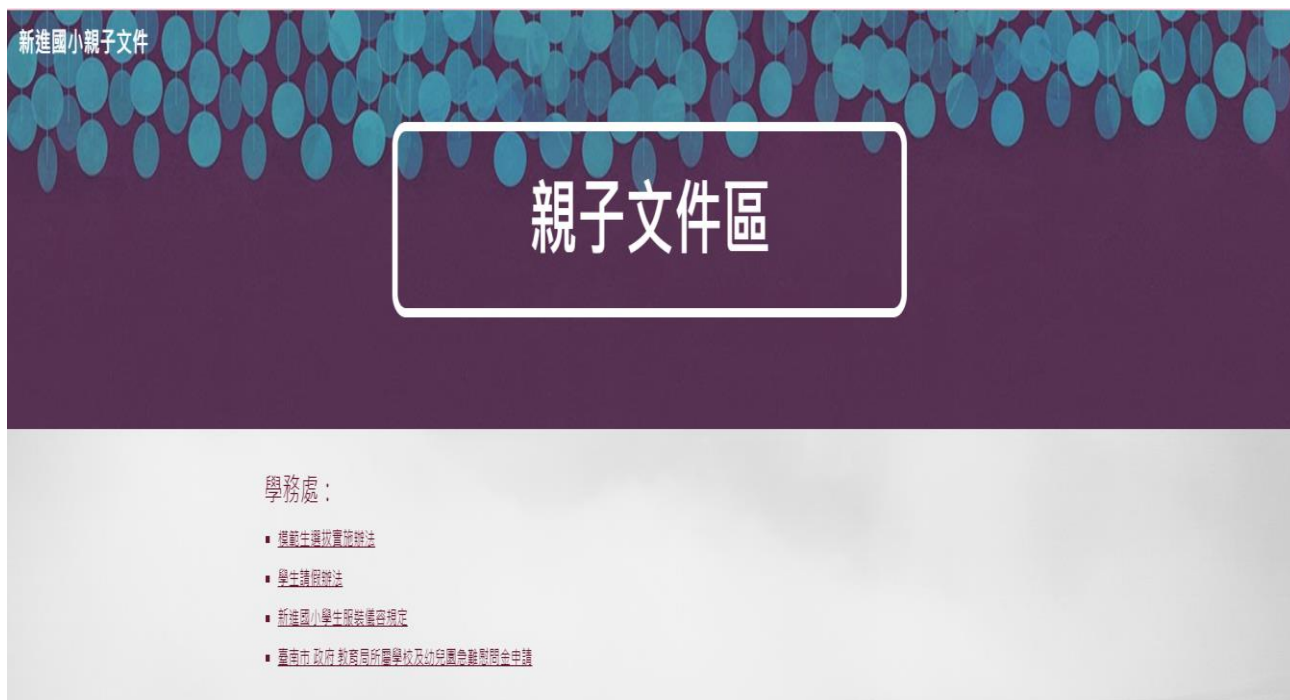 新進國小親子文件
親子文件區
學務處：
模範生選拔實施辦法
學生請假辦法
新進國小學生服裝儀容規定
臺南市 政府 教育局所屬學校及幼兒園急難慰問金申請